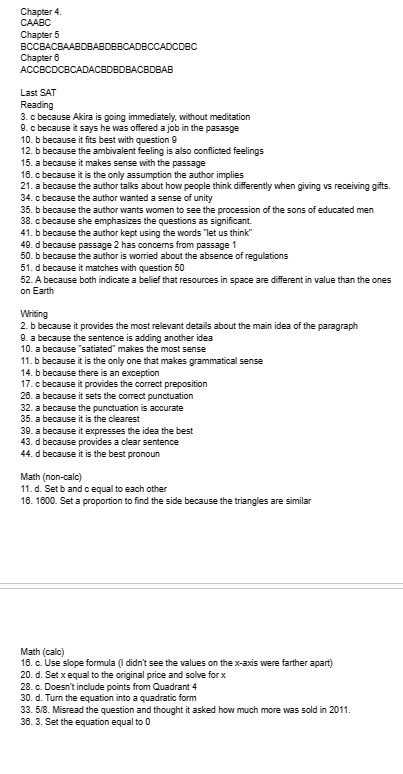 Chapter 4.
CAABC
Chapter 5
BCCBACBAABDBABDBBCADBCCADCDBC
Chapter 6
ACCBCDCBCADACBDBDBACBDBAB
Last SAT
Reading
3. c because Akira is going immediately, without meditation
9. c because it says he was offered a job in the pasasge
10. b because it fits best with question 9
12. b because the ambivalent feeling is also conflicted feelings
15. a because it makes sense with the passage
16. c because it is the only assumption the author implies
21. a because the author talks about how people think differently when giving vs receiving gifts.
34. c because the author wanted a sense of unity
35. b because the author wants women to see the procession of the sons of educated men
38. c because she emphasizes the questions as significant.
41. b because the author kept using the words "let us think"
49. d because passage 2 has concerns from passage 1
50. b because the author is worried about the absence of regulations
51. d because it matches with question 50
52. A because both indicate a belief that resources in space are different in value than the ones
on Earth
Writing
2. b because it provides the most relevant details about the main idea of the paragraph
9. a because the sentence is adding another idea
10. a because "satiated" makes the most sense
11. b because it is the only one that makes grammatical sense
14. b because there is an exception
17. c because it provides the correct preposition
26. a because it sets the correct punctuation
32. a because the punctuation is accurate
35. a because it is the clearest
39. a because it expresses the idea the best
43. d because provides a clear sentence
44. d because it is the best pronoun
Math (non-calc)
11. d. Set b and c equal to each other
16. 1600. Set a proportion to find the side because the triangles are similar
Math (calc)
16. c. Use slope formula (I didn't see the values on the x-axis were farther apart)
20. d. Set x equal to the original price and solve for x
28. c. Doesn't include points from Quadrant 4
30. d. Turn the equation into a quadratic form
33. 5/8. Misread the question and thought it asked how much more was sold in 2011.
36. 3. Set the equation equal to 0